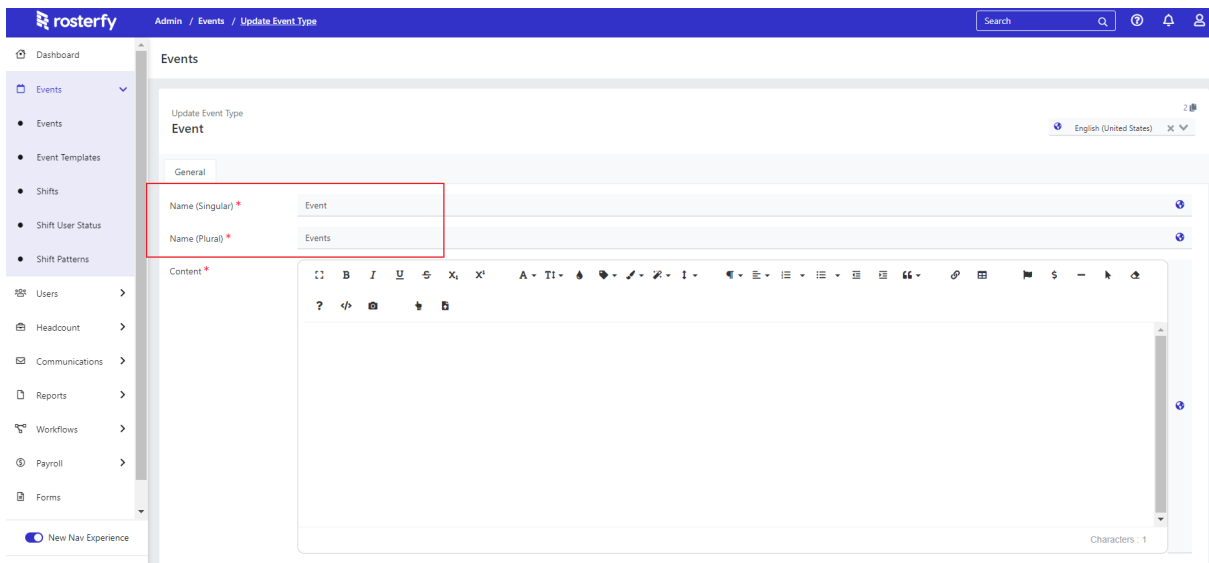 rosterfy
Admin / Events / Update Event Type
Search
Dashboard
Events
Events
Event Templates
Shifts
Shift User Status
Shift Patterns
Users
Headcount
Communications
Reports
Workflows
Payroll
Forms
New Nav Experience
Events
Update Event Type
Event
2
English (United States)
General
Name (Singular) *
Event
Name (Plural) *
Events
Content *
Characters : 1